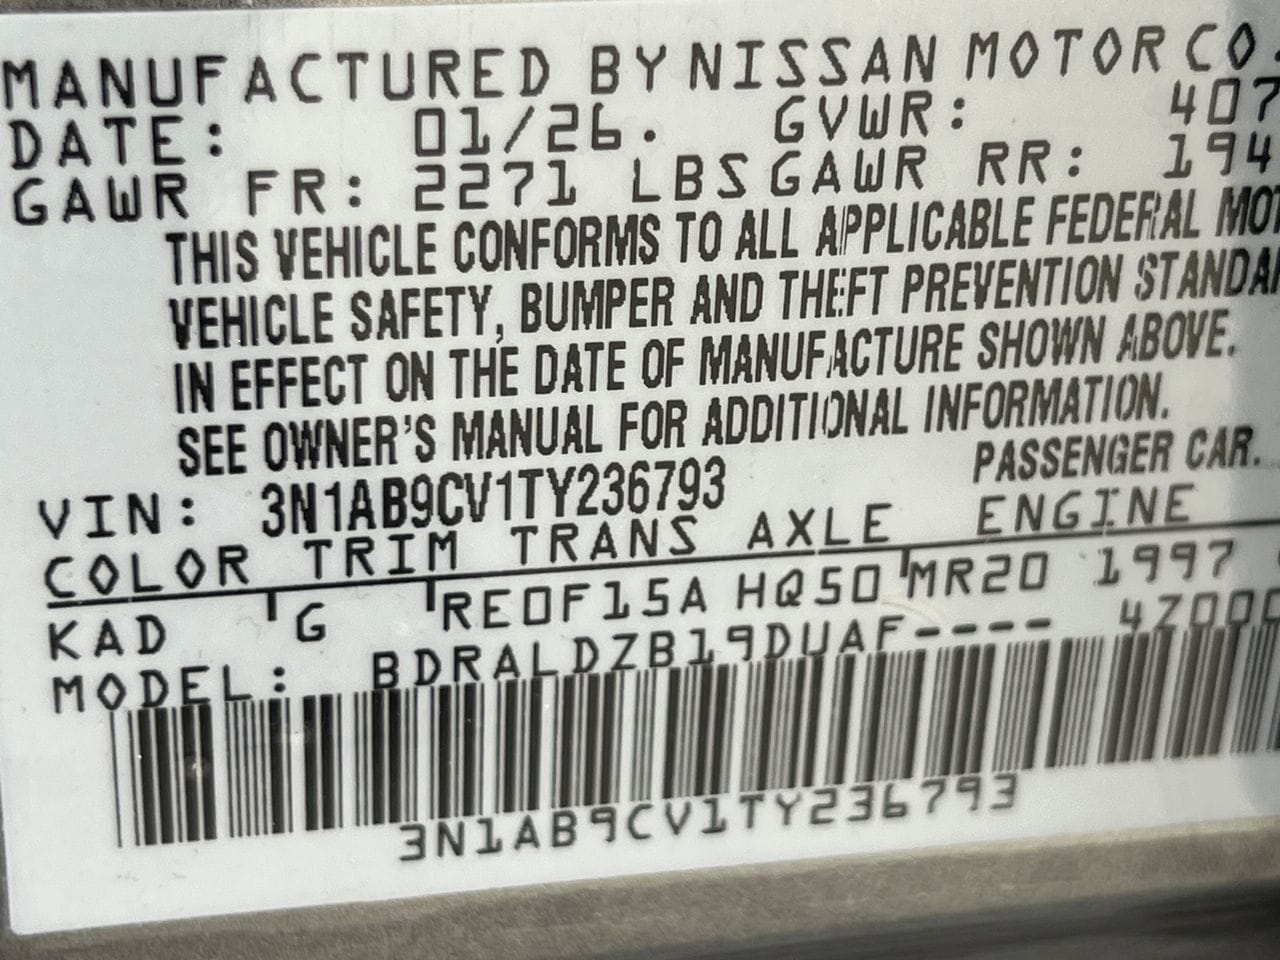 MANUFACTURED BY NISSAN MOTOR CO.
DATE: 01/26. GVWR: 407
GAWR FR: 2271 LBS GAWR RR: 194
THIS VEHICLE CONFORMS TO ALL APPLICABLE FEDERAL MOT
VEHICLE SAFETY, BUMPER AND THEFT PREVENTION STANDA
IN EFFECT ON THE DATE OF MANUFACTURE SHOWN ABOVE.
SEE OWNER'S MANUAL FOR ADDITIONAL INFORMATION.
VIN: 3N1AB9CV1TY236793 PASSENGER CAR.
COLOR TRIM TRANS AXLE ENGINE
KAD G RE0F15A HQ50 MR20 1997
MODEL: BDRALDZB19DUAF----
3N1AB9CV1TY236793